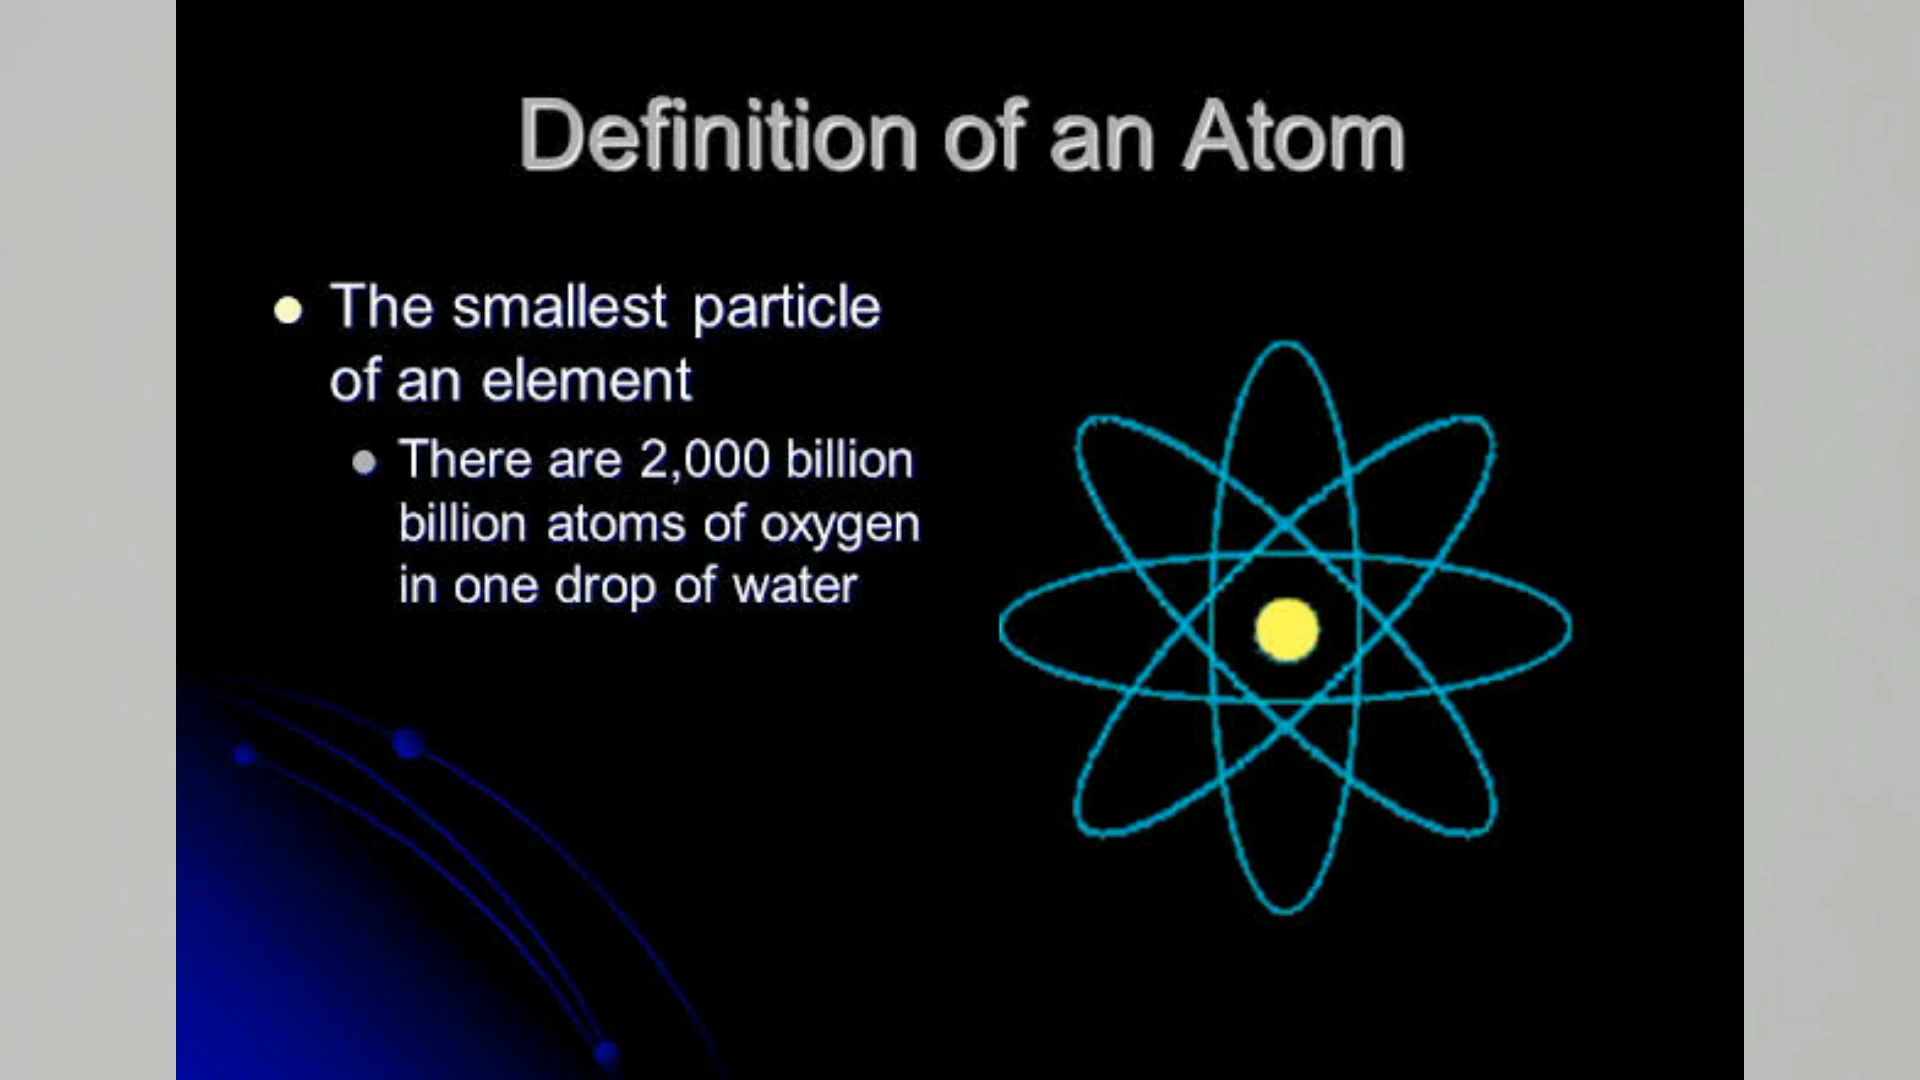 Definition of an Atom
The smallest particle
of an element
There are 2,000 billion
billion atoms of oxygen
in one drop of water